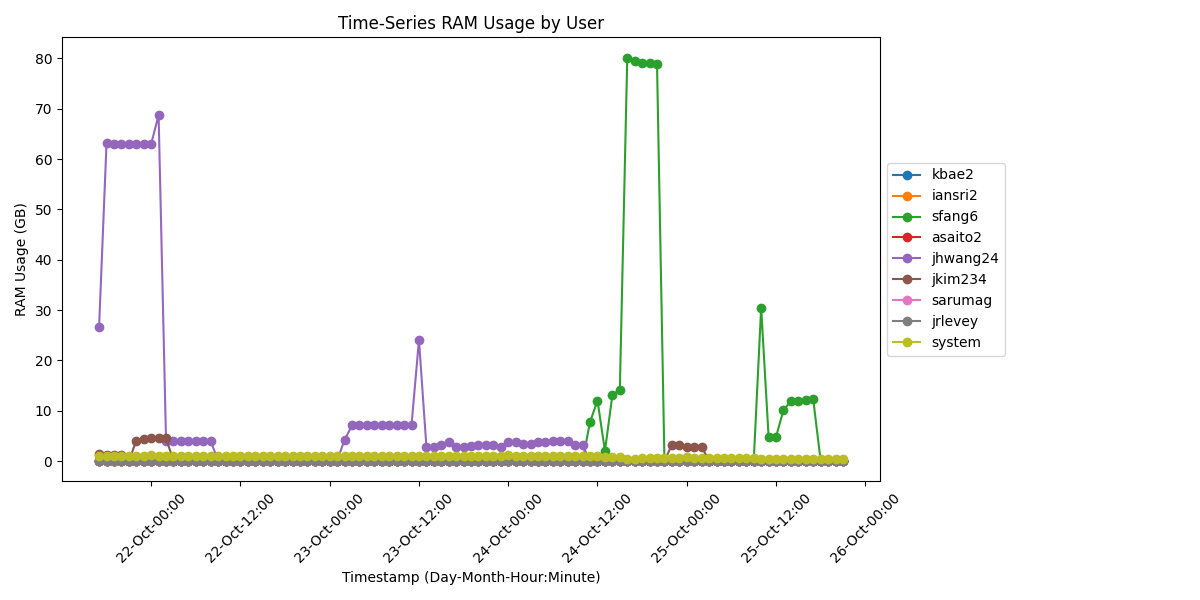 Time-Series RAM Usage by User
RAM Usage (GB)
80
70
60
50
40
30
20
10
0
22-Oct-00:00
22-Oct-12:00
23-Oct-00:00
23-Oct-12:00
24-Oct-00:00
24-Oct-12:00
25-Oct-00:00
25-Oct-12:00
26-Oct-00:00
Timestamp (Day-Month-Hour:Minute)
kbae2
iansri2
sfang6
asaito2
jhwang24
jkim234
sarumag
jrlevey
system